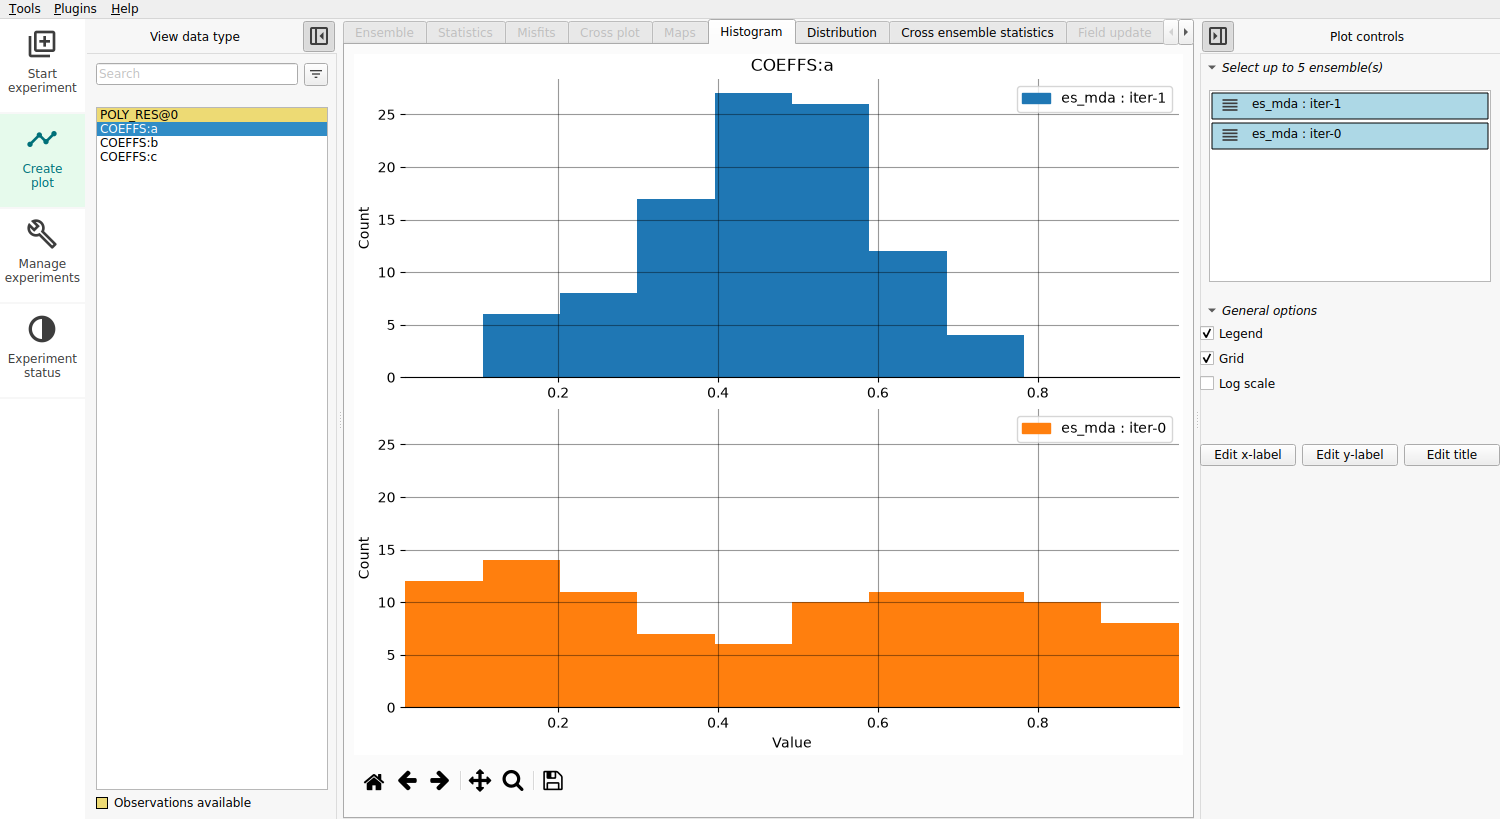 Tools Plugins Help
Start
experiment
Create
plot
Manage
experiments
Experiment
status
View data type
Search
POLY_RES@0
COEFFS:a
COEFFS:b
COEFFS:c
Observations available
Ensemble Statistics Misfits Cross plot Maps Histogram Distribution Cross ensemble statistics Field update
COEFFS:a
es_mda : iter-1
Count
25
20
15
10
5
0
0.2 0.4 0.6 0.8
es_mda : iter-0
Count
25
20
15
10
5
0
0.2 0.4 0.6 0.8
Value
Plot controls
Select up to 5 ensemble(s)
es_mda : iter-1
es_mda : iter-0
General options
Legend
Grid
Log scale
Edit x-label Edit y-label Edit title